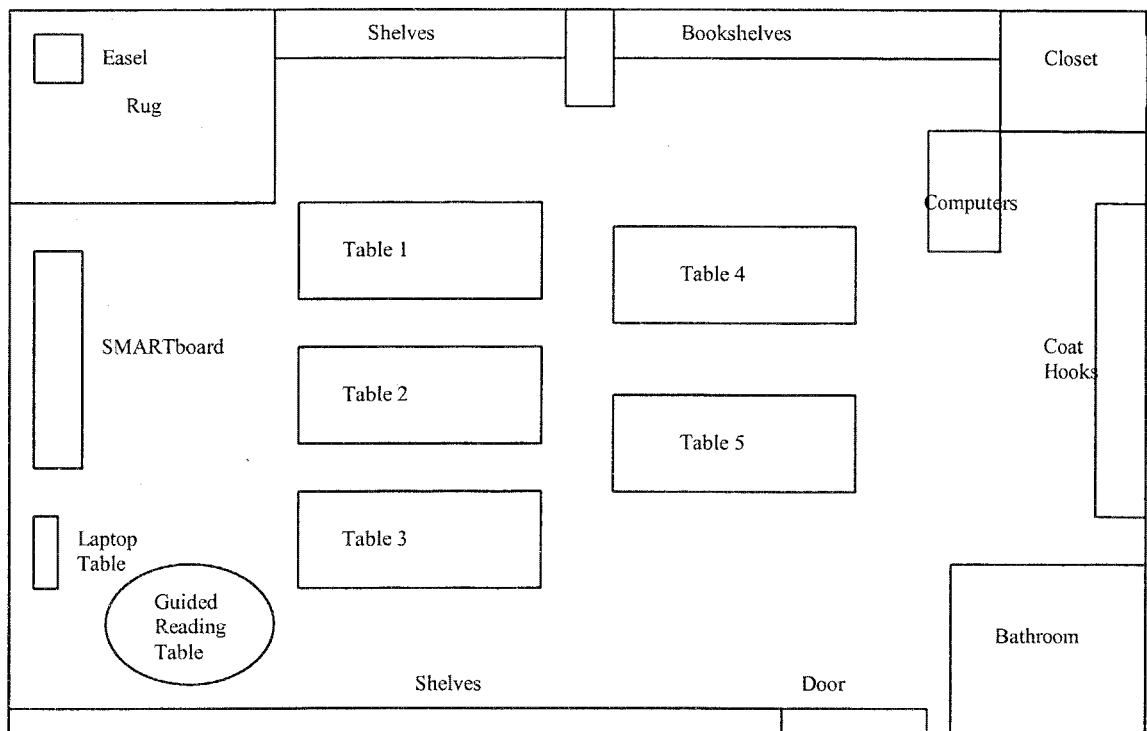 Shelves
Bookshelves
Easel
Closet
Rug
Computers
Table 1
Table 4
SMARTboard
Coat
Hooks
Table 2
Table 5
Laptop
Table
Table 3
Guided
Reading
Table
Bathroom
Shelves
Door